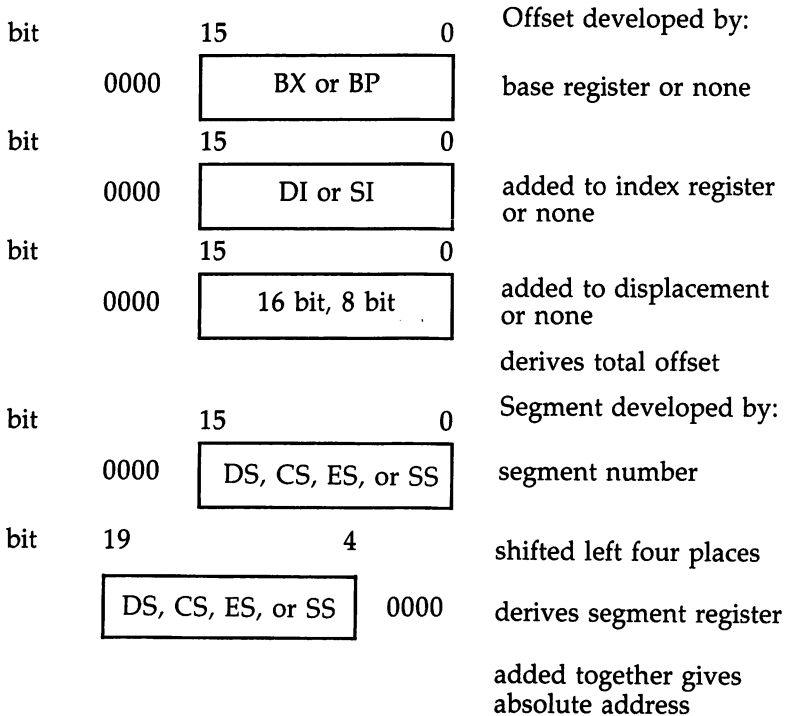 Offset developed by:
bit 15 0
0000 BX or BP base register or none
bit 15 0
0000 DI or SI added to index register
or none
bit 15 0
0000 16 bit, 8 bit added to displacement
or none
derives total offset
Segment developed by:
bit 15 0
0000 DS, CS, ES, or SS segment number
bit 19 4
shifted left four places
DS, CS, ES, or SS 0000 derives segment register
added together gives
absolute address